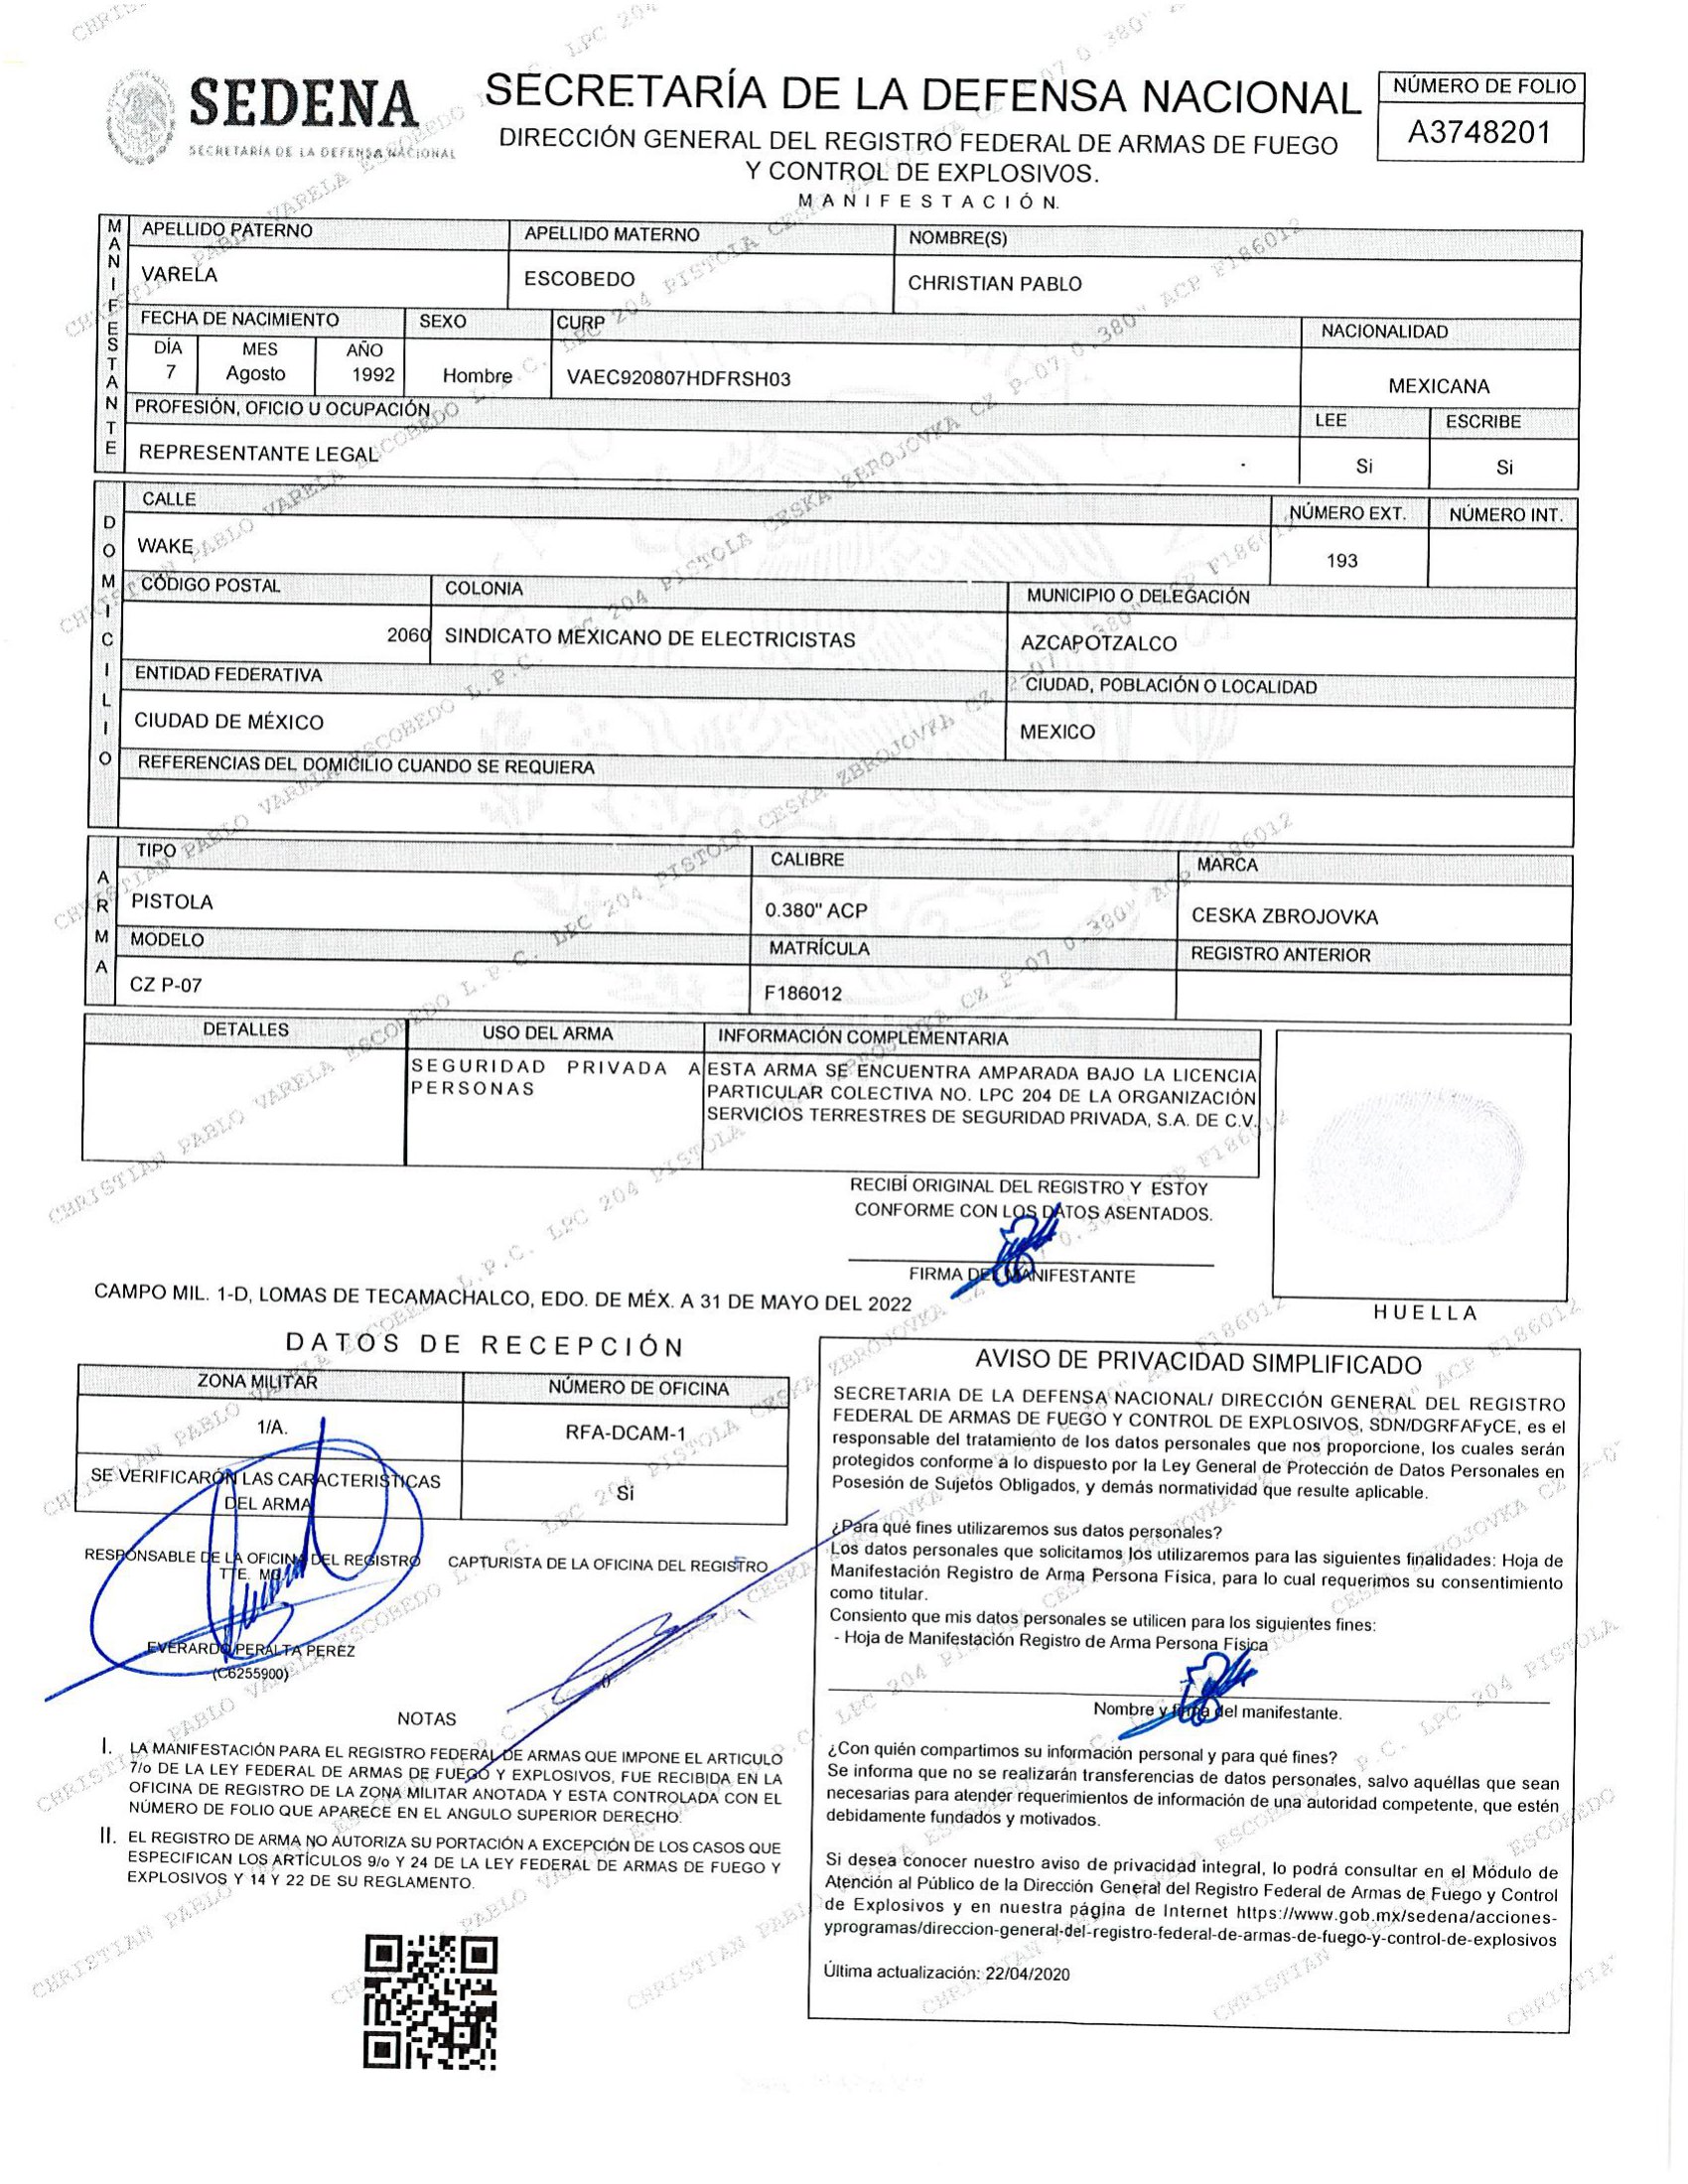 SEDENA
SECRETARÍA DE LA DEFENSA NACIONAL
SECRETARÍA DE LA DEFENSA NACIONAL
DIRECCIÓN GENERAL DEL REGISTRO FEDERAL DE ARMAS DE FUEGO
Y CONTROL DE EXPLOSIVOS.
MANIFESTACIÓN.
NÚMERO DE FOLIO
A3748201
MANIFESTANTE
APELLIDO PATERNO APELLIDO MATERNO NOMBRE(S)
VARELA ESCOBEDO CHRISTIAN PABLO
FECHA DE NACIMIENTO SEXO CURP NACIONALIDAD
DÍA MES AÑO
7 Agosto 1992 Hombre VAEC920807HDFRSH03 MEXICANA
PROFESIÓN, OFICIO U OCUPACIÓN LEE ESCRIBE
REPRESENTANTE LEGAL Si Si
DOMICILIO
CALLE NÚMERO EXT. NÚMERO INT.
WAKE 193
CÓDIGO POSTAL COLONIA MUNICIPIO O DELEGACIÓN
2060 SINDICATO MEXICANO DE ELECTRICISTAS AZCAPOTZALCO
ENTIDAD FEDERATIVA CIUDAD, POBLACIÓN O LOCALIDAD
CIUDAD DE MÉXICO MEXICO
REFERENCIAS DEL DOMICILIO CUANDO SE REQUIERA
ARMA
TIPO CALIBRE MARCA
PISTOLA 0.380" ACP CESKA ZBROJOVKA
MODELO MATRÍCULA REGISTRO ANTERIOR
CZ P-07 F186012
DETALLES USO DEL ARMA INFORMACIÓN COMPLEMENTARIA
SEGURIDAD PRIVADA A
PERSONAS
ESTA ARMA SE ENCUENTRA AMPARADA BAJO LA LICENCIA
PARTICULAR COLECTIVA NO. LPC 204 DE LA ORGANIZACIÓN
SERVICIOS TERRESTRES DE SEGURIDAD PRIVADA, S.A. DE C.V.
RECIBÍ ORIGINAL DEL REGISTRO Y ESTOY
CONFORME CON LOS DATOS ASENTADOS.
FIRMA DEL MANIFESTANTE
HUELLA
CAMPO MIL. 1-D, LOMAS DE TECAMACHALCO, EDO. DE MÉX. A 31 DE MAYO DEL 2022
DATOS DE RECEPCIÓN
ZONA MILITAR NÚMERO DE OFICINA
1/A. RFA-DCAM-1
SE VERIFICARÓN LAS CARACTERISTICAS
DEL ARMA
Si
RESPONSABLE DE LA OFICINA DEL REGISTRO
TTE. MG.
EVERARDO PERALTA PEREZ
(C6255900)
CAPTURISTA DE LA OFICINA DEL REGISTRO
NOTAS
I. LA MANIFESTACIÓN PARA EL REGISTRO FEDERAL DE ARMAS QUE IMPONE EL ARTICULO
7/o DE LA LEY FEDERAL DE ARMAS DE FUEGO Y EXPLOSIVOS, FUE RECIBIDA EN LA
OFICINA DE REGISTRO DE LA ZONA MILITAR ANOTADA Y ESTA CONTROLADA CON EL
NÚMERO DE FOLIO QUE APARECE EN EL ANGULO SUPERIOR DERECHO.
II. EL REGISTRO DE ARMA NO AUTORIZA SU PORTACIÓN A EXCEPCIÓN DE LOS CASOS QUE
ESPECIFICAN LOS ARTÍCULOS 9/o Y 24 DE LA LEY FEDERAL DE ARMAS DE FUEGO Y
EXPLOSIVOS Y 14 Y 22 DE SU REGLAMENTO.
AVISO DE PRIVACIDAD SIMPLIFICADO
SECRETARIA DE LA DEFENSA NACIONAL/ DIRECCIÓN GENERAL DEL REGISTRO
FEDERAL DE ARMAS DE FUEGO Y CONTROL DE EXPLOSIVOS, SDN/DGRFAFyCE, es el
responsable del tratamiento de los datos personales que nos proporcione, los cuales serán
protegidos conforme a lo dispuesto por la Ley General de Protección de Datos Personales en
Posesión de Sujetos Obligados, y demás normatividad que resulte aplicable.
¿Para qué fines utilizaremos sus datos personales?
Los datos personales que solicitamos los utilizaremos para las siguientes finalidades: Hoja de
Manifestación Registro de Arma Persona Física, para lo cual requerimos su consentimiento
como titular.
Consiento que mis datos personales se utilicen para los siguientes fines:
- Hoja de Manifestación Registro de Arma Persona Física
Nombre y firma del manifestante.
¿Con quién compartimos su información personal y para qué fines?
Se informa que no se realizarán transferencias de datos personales, salvo aquéllas que sean
necesarias para atender requerimientos de información de una autoridad competente, que estén
debidamente fundados y motivados.
Si desea conocer nuestro aviso de privacidad integral, lo podrá consultar en el Módulo de
Atención al Público de la Dirección General del Registro Federal de Armas de Fuego y Control
de Explosivos y en nuestra página de Internet https://www.gob.mx/sedena/acciones-
yprogramas/direccion-general-del-registro-federal-de-armas-de-fuego-y-control-de-explosivos
Última actualización: 22/04/2020
CHRISTIAN PABLO VARELA ESCOBEDO L.P.C. LPC 204 PISTOLA CESKA ZBROJOVKA CZ P-07 0.380" ACP F186012